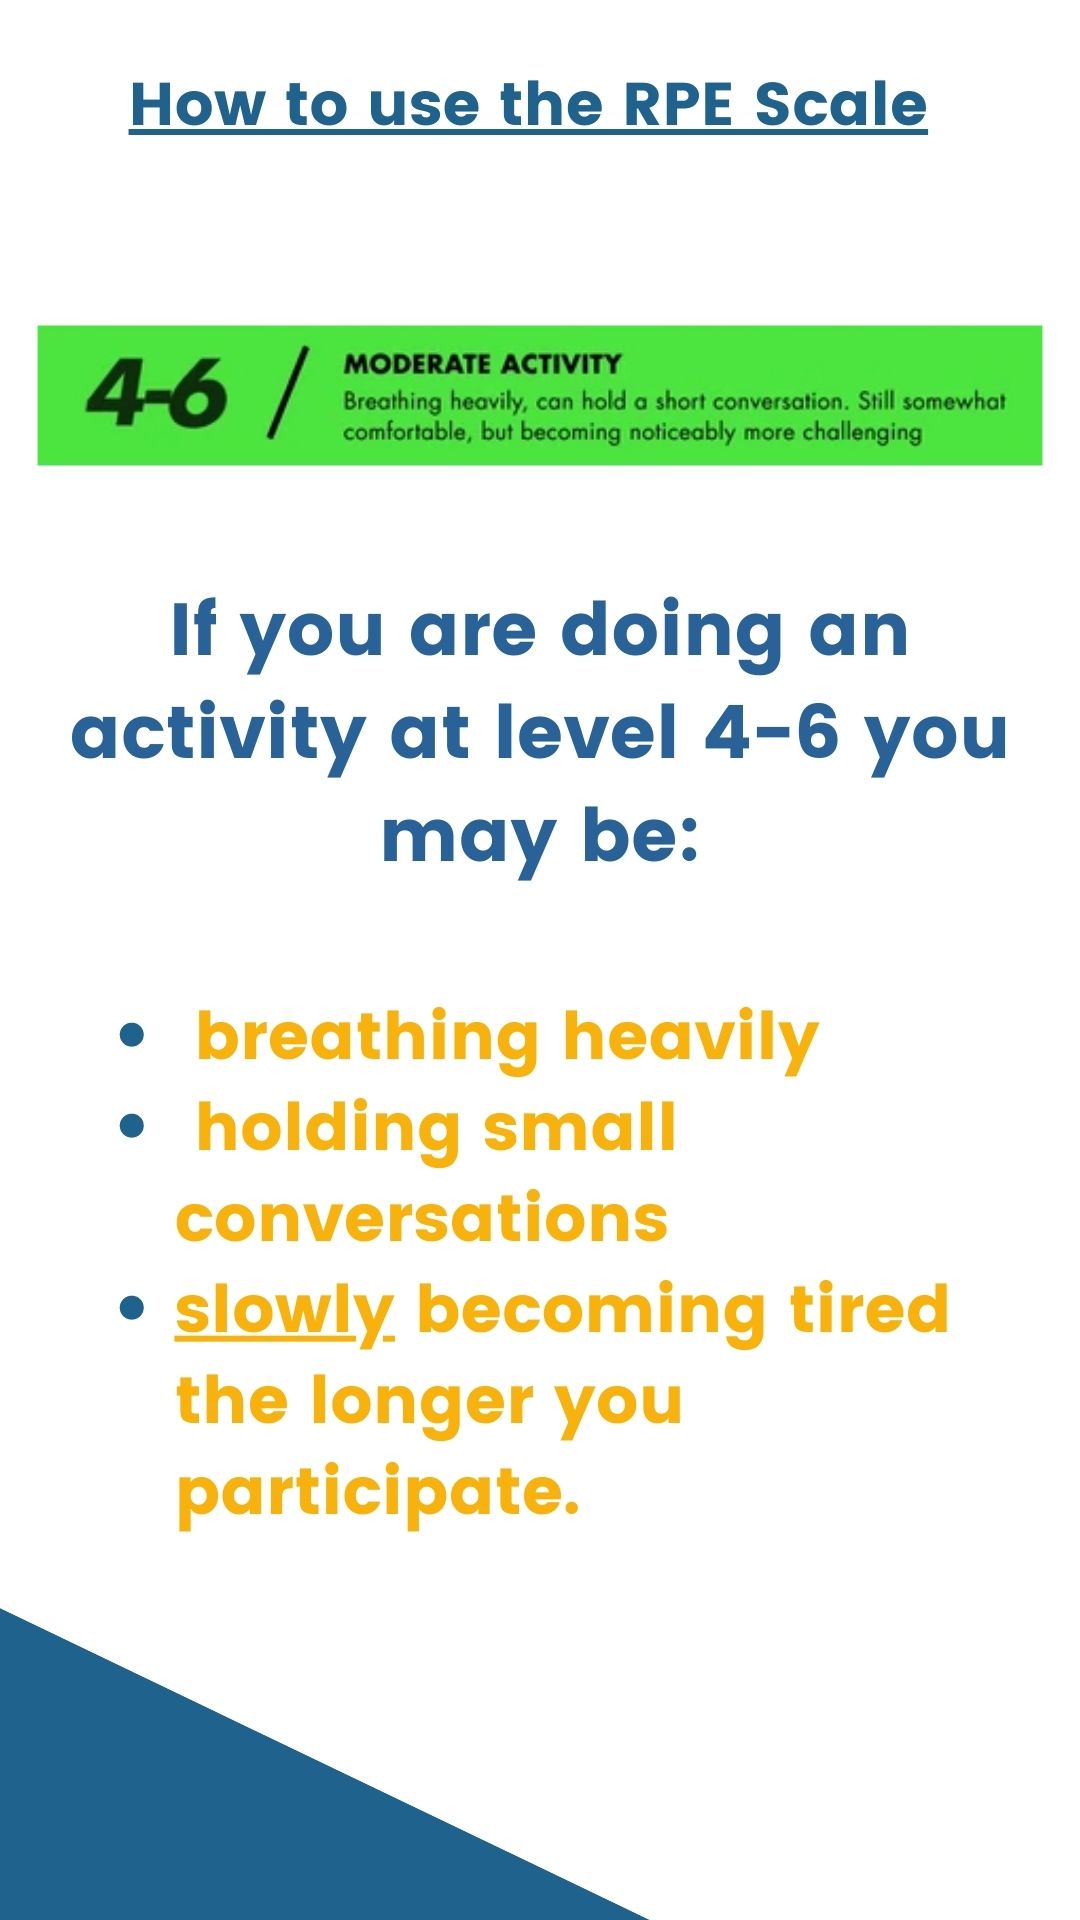 How to use the RPE Scale
4-6 / MODERATE ACTIVITY
Breathing heavily, can hold a short conversation. Still somewhat
comfortable, but becoming noticeably more challenging
If you are doing an
activity at level 4-6 you
may be:
• breathing heavily
• holding small
conversations
• slowly becoming tired
the longer you
participate.